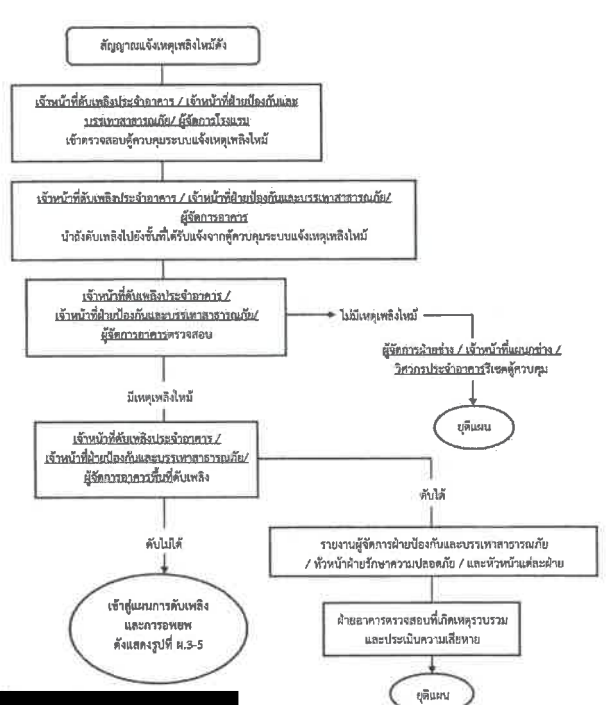 สัญญาณแจ้งเหตุเพลิงไหม้ดัง
เจ้าหน้าที่ดับเพลิงประจำอาคาร / เจ้าหน้าที่ฝ่ายป้องกันและ
บรรเทาสาธารณภัย/ ผู้จัดการโรงแรม
เข้าตรวจสอบตู้ควบคุมระบบแจ้งเหตุเพลิงไหม้
เจ้าหน้าที่ดับเพลิงประจำอาคาร / เจ้าหน้าที่ฝ่ายป้องกันและบรรเทาสาธารณภัย/
ผู้จัดการอาคาร
นำถังดับเพลิงไปยังชั้นที่ได้รับแจ้งจากตู้ควบคุมระบบแจ้งเหตุเพลิงไหม้
เจ้าหน้าที่ดับเพลิงประจำอาคาร /
เจ้าหน้าที่ฝ่ายป้องกันและบรรเทาสาธารณภัย/
ผู้จัดการอาคารตรวจสอบ
ไม่มีเหตุเพลิงไหม้
ผู้จัดการฝ่ายช่าง / เจ้าหน้าที่แผนกช่าง /
วิศวกรประจำอาคารรีเซตตู้ควบคุม
ยุติแผน
มีเหตุเพลิงไหม้
เจ้าหน้าที่ดับเพลิงประจำอาคาร /
เจ้าหน้าที่ฝ่ายป้องกันและบรรเทาสาธารณภัย/
ผู้จัดการอาคารพื้นที่ดับเพลิง
ดับได้
ดับไม่ได้
รายงานผู้จัดการฝ่ายป้องกันและบรรเทาสาธารณภัย
/ หัวหน้าฝ่ายรักษาความปลอดภัย / และหัวหน้าแต่ละฝ่าย
เข้าสู่แผนการดับเพลิง
และการอพยพ
ดังแสดงรูปที่ ผ.3-5
ฝ่ายอาคารตรวจสอบที่เกิดเหตุรวบรวม
และประเมินความเสียหาย
ยุติแผน